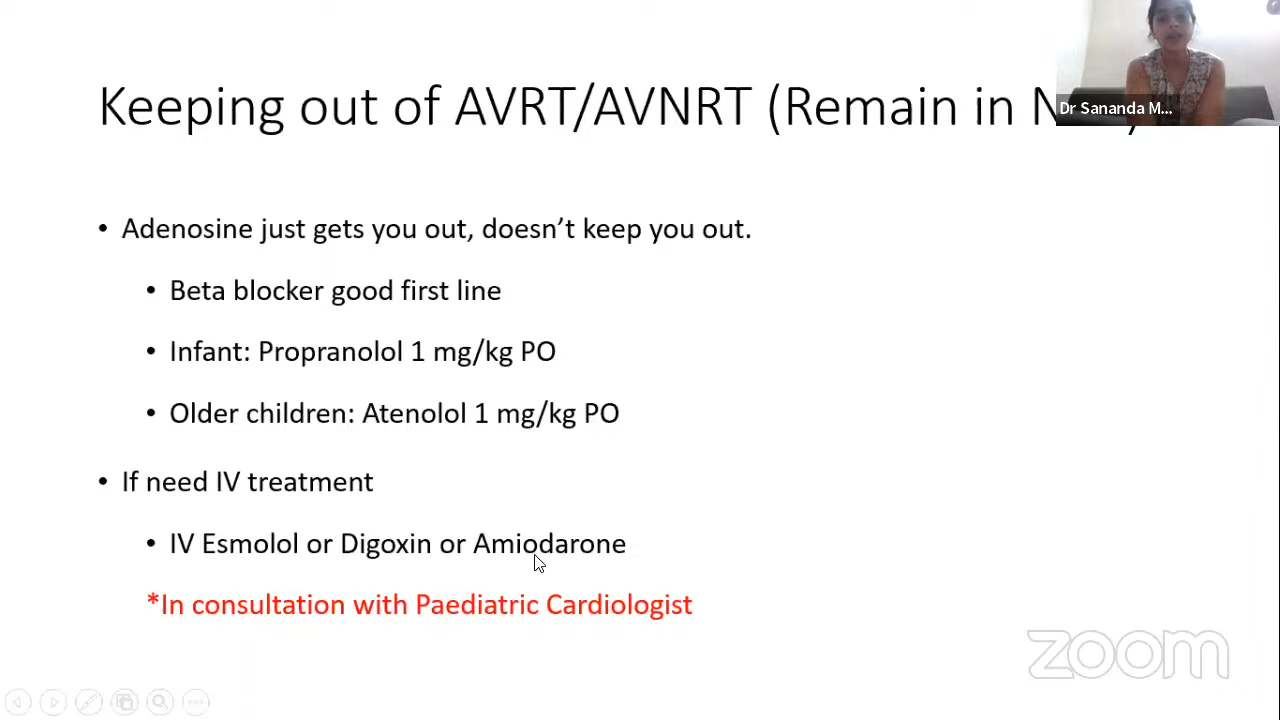 Keeping out of AVRT/AVNRT (Remain in
Dr Sananda M...
• Adenosine just gets you out, doesn't keep you out.
• Beta blocker good first line
• Infant: Propranolol 1 mg/kg PO
• Older children: Atenolol 1 mg/kg PO
• If need IV treatment
• IV Esmolol or Digoxin or Amiodarone
*In consultation with Paediatric Cardiologist
zoom